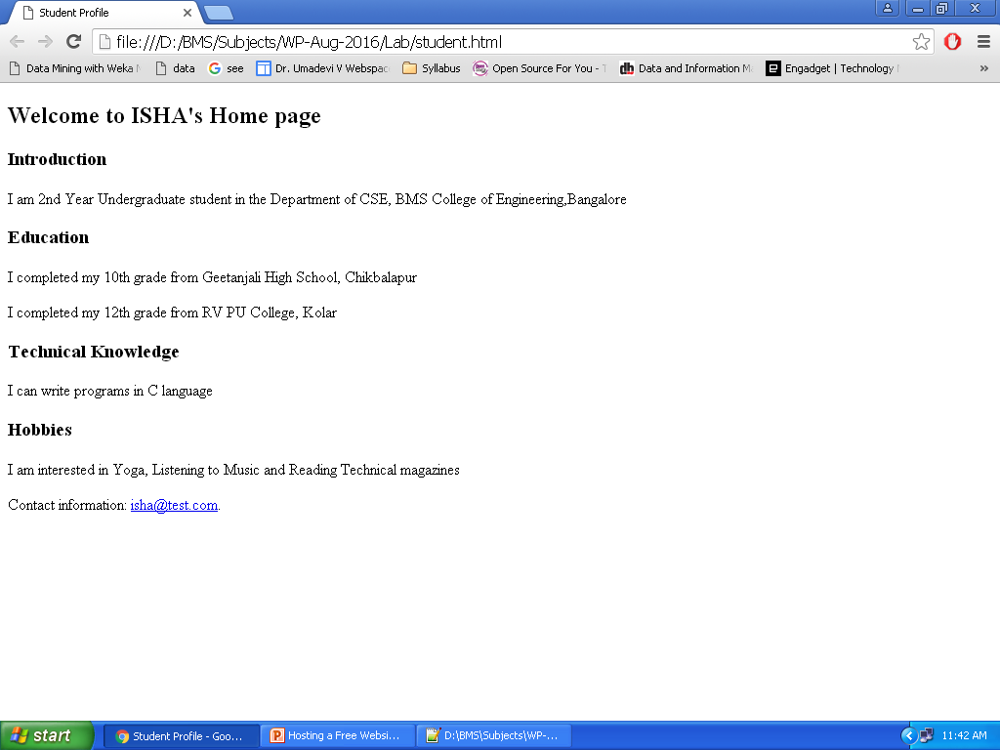 Student Profile
file:///D:/BMS/Subjects/WP-Aug-2016/Lab/student.html
Data Mining with Weka data see Dr. Umadevi V Webspac Syllabus Open Source For You - Data and Information Engadget | Technology
Welcome to ISHA's Home page
Introduction
I am 2nd Year Undergraduate student in the Department of CSE, BMS College of Engineering,Bangalore
Education
I completed my 10th grade from Geetanjali High School, Chikbalapur
I completed my 12th grade from RV PU College, Kolar
Technical Knowledge
I can write programs in C language
Hobbies
I am interested in Yoga, Listening to Music and Reading Technical magazines
Contact information: isha@test.com.
start Student Profile - Goo... Hosting a Free Websi... D:\BMS\Subjects\WP-... 11:42 AM